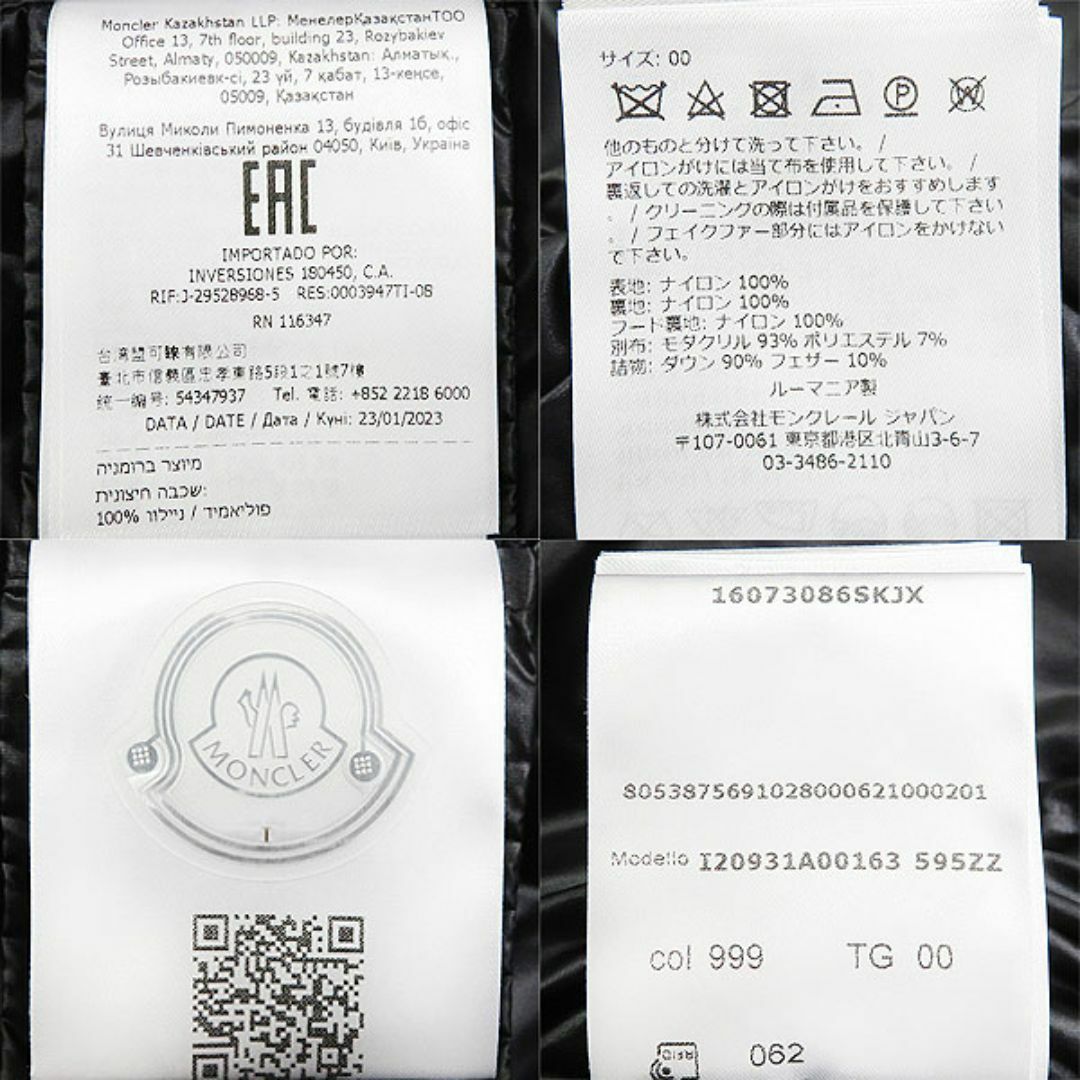 Moncler Kazakhstan LLP: МенелерҚазақстанТОО
Office 13, 7th floor, building 23, Rozybakiev
Street, Almaty, 050009, Kazakhstan: Алматық.,
Розыбакиевк-сі, 23 үй, 7 қабат, 13-кеңсе,
05009, Қазақстан
Вулиця Миколи Пимоненка 13, будівля 1б, офіс
31 Шевченківський район 04050, Київ, Україна
EAC
IMPORTADO POR:
INVERSIONES 180450, C.A.
RIF:J-29528968-5 RES:0003947TI-08
RN 116347
台灣盟可睞有限公司
臺北市信義區忠孝東路5段1之1號7樓
統一編号: 54347937 Tel. 電話: +852 2218 6000
DATA / DATE / Дата / Күні: 23/01/2023
מיוצר ברומניה
שכבה חיצונית:
100% פוליאמיד / ניילון
サイズ: 00
P
W
他のものと分けて洗って下さい。 /
アイロンがけには当て布を使用して下さい。 /
裏返しての洗濯とアイロンがけをおすすめします
。 / クリーニングの際は付属品を保護して下さい
。 / フェイクファー部分にはアイロンをかけない
で下さい。
表地: ナイロン 100%
裏地: ナイロン 100%
フード裏地: ナイロン 100%
別布: モダクリル 93% ポリエステル 7%
詰物: ダウン 90% フェザー 10%
ルーマニア製
株式会社モンクレール ジャパン
〒107-0061 東京都港区北青山3-6-7
03-3486-2110
MONCLER
16073086SKJX
8053875691028000621000201
Modello I20931A00163 595ZZ
col 999 TG 00
RFID 062